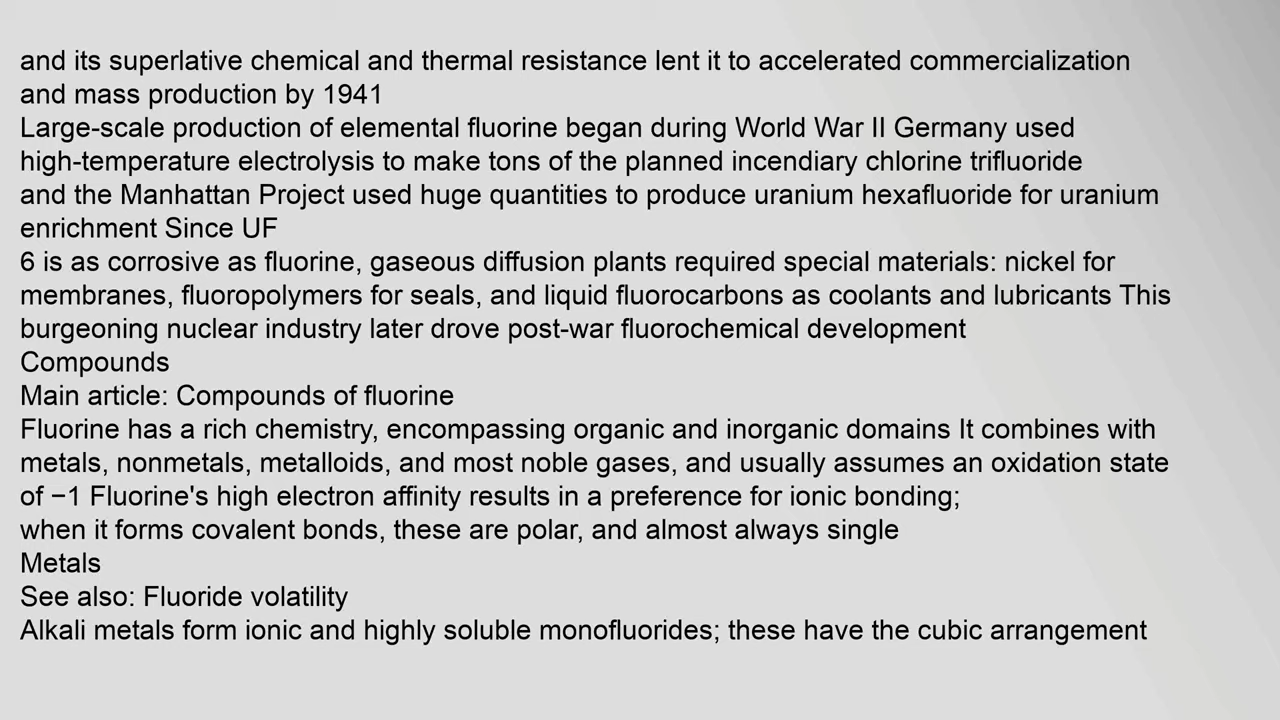 and its superlative chemical and thermal resistance lent it to accelerated commercialization
and mass production by 1941
Large-scale production of elemental fluorine began during World War II Germany used
high-temperature electrolysis to make tons of the planned incendiary chlorine trifluoride
and the Manhattan Project used huge quantities to produce uranium hexafluoride for uranium
enrichment Since UF
6 is as corrosive as fluorine, gaseous diffusion plants required special materials: nickel for
membranes, fluoropolymers for seals, and liquid fluorocarbons as coolants and lubricants This
burgeoning nuclear industry later drove post-war fluorochemical development
Compounds
Main article: Compounds of fluorine
Fluorine has a rich chemistry, encompassing organic and inorganic domains It combines with
metals, nonmetals, metalloids, and most noble gases, and usually assumes an oxidation state
of −1 Fluorine's high electron affinity results in a preference for ionic bonding;
when it forms covalent bonds, these are polar, and almost always single
Metals
See also: Fluoride volatility
Alkali metals form ionic and highly soluble monofluorides; these have the cubic arrangement